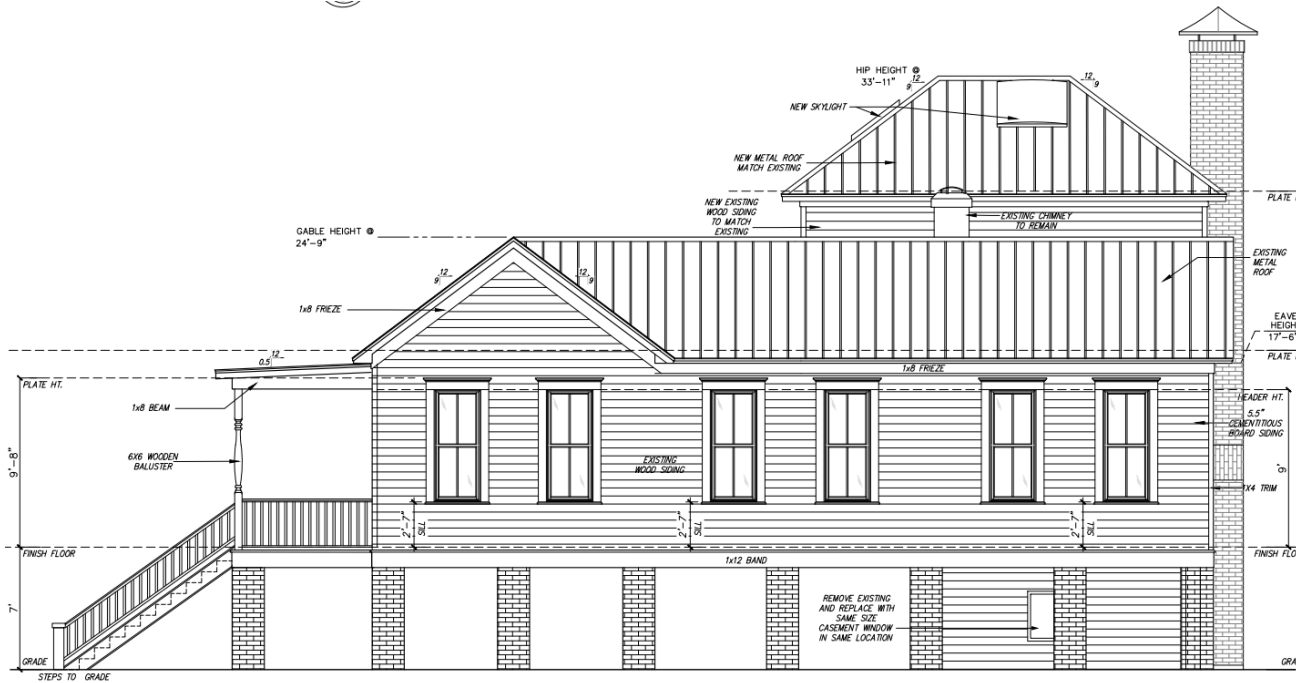 HIP HEIGHT @
33'-11"
12
9
12
9
NEW SKYLIGHT
NEW METAL ROOF
MATCH EXISTING
PLATE
NEW EXISTING
WOOD SIDING
TO MATCH
EXISTING
EXISTING CHIMNEY
TO REMAIN
GABLE HEIGHT @
24'-9"
EXISTING
METAL
ROOF
12
9
12
9
1x8 FRIEZE
EAVE
HEIGH
17'-6"
12
0.5
PLATE
1x8 FRIEZE
PLATE HT.
HEADER HT.
1x8 BEAM
5.5"
CEMENTITIOUS
BOARD SIDING
6X6 WOODEN
BALUSTER
EXISTING
WOOD SIDING
9'-8"
9'
1X4 TRIM
2'-7"
SILL
2'-7"
SILL
2'-7"
SILL
FINISH FLOOR
FINISH FLO
1x12 BAND
7'
REMOVE EXISTING
AND REPLACE WITH
SAME SIZE
CASEMENT WINDOW
IN SAME LOCATION
GRADE
GRA
STEPS TO GRADE